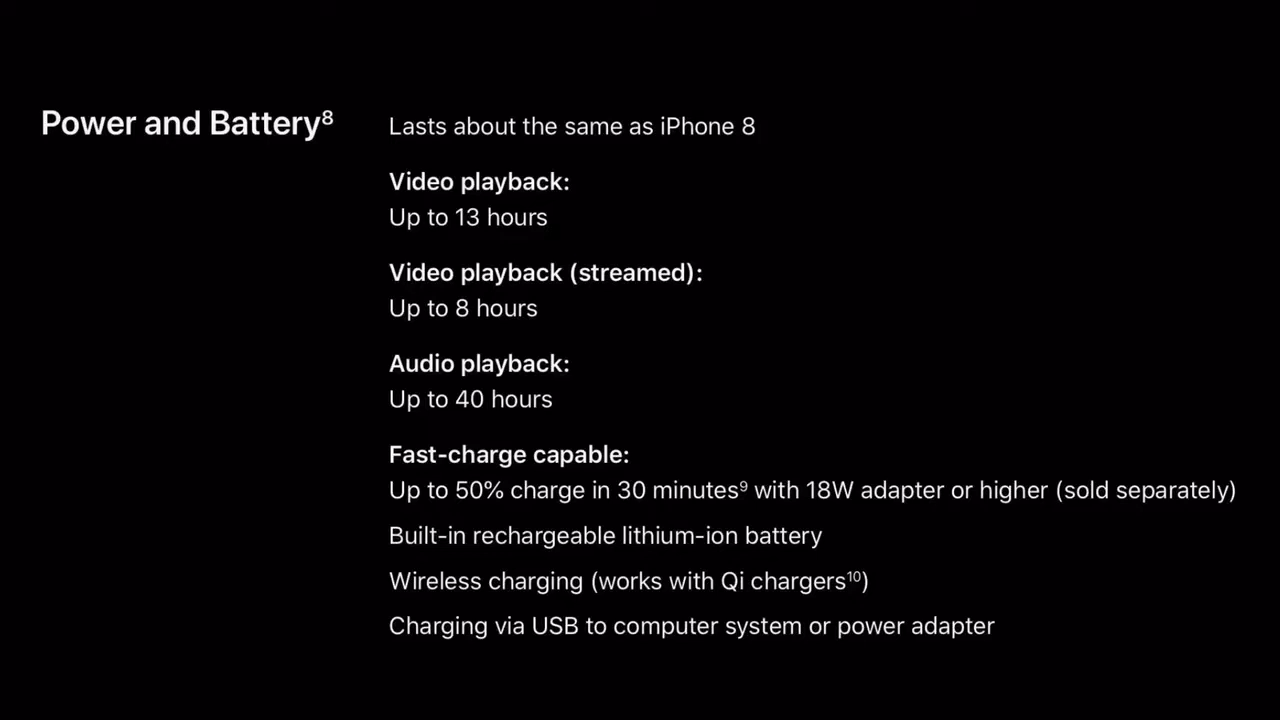 Power and Battery⁸
Lasts about the same as iPhone 8
Video playback:
Up to 13 hours
Video playback (streamed):
Up to 8 hours
Audio playback:
Up to 40 hours
Fast-charge capable:
Up to 50% charge in 30 minutes⁹ with 18W adapter or higher (sold separately)
Built-in rechargeable lithium-ion battery
Wireless charging (works with Qi chargers¹⁰)
Charging via USB to computer system or power adapter